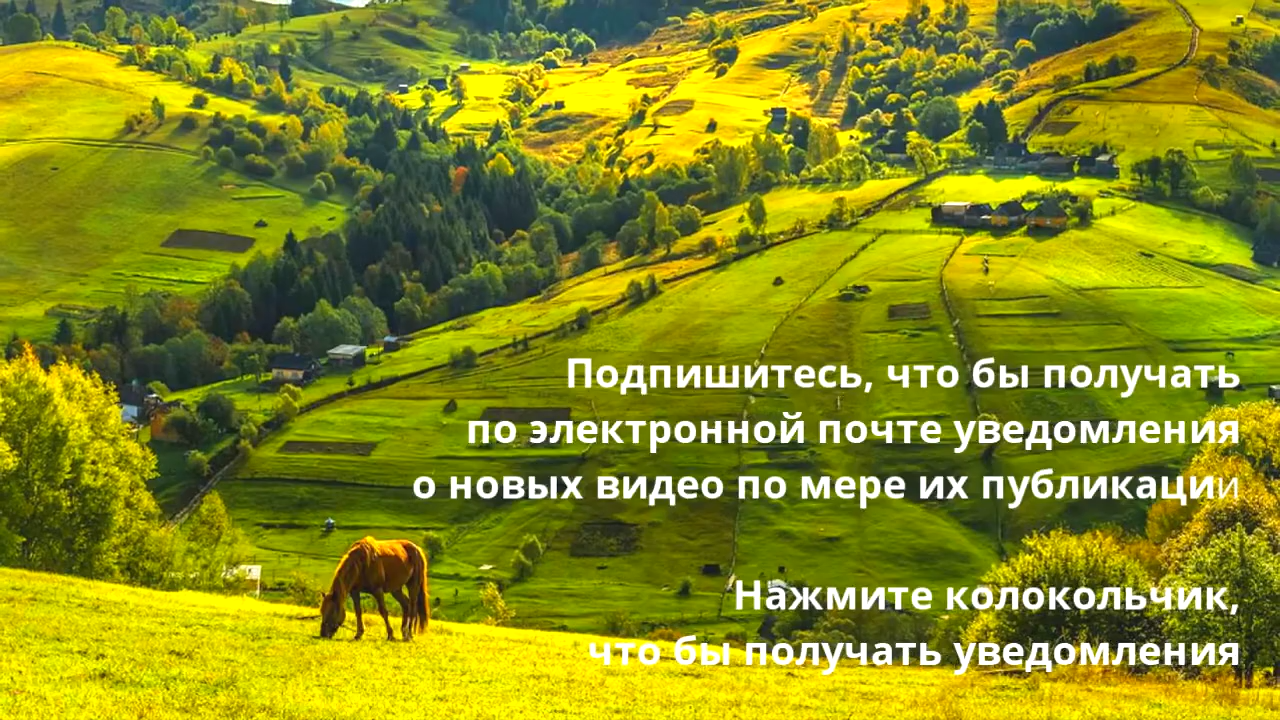 Подпишитесь, что бы получать
по электронной почте уведомления
о новых видео по мере их публикации
Нажмите колокольчик,
что бы получать уведомления